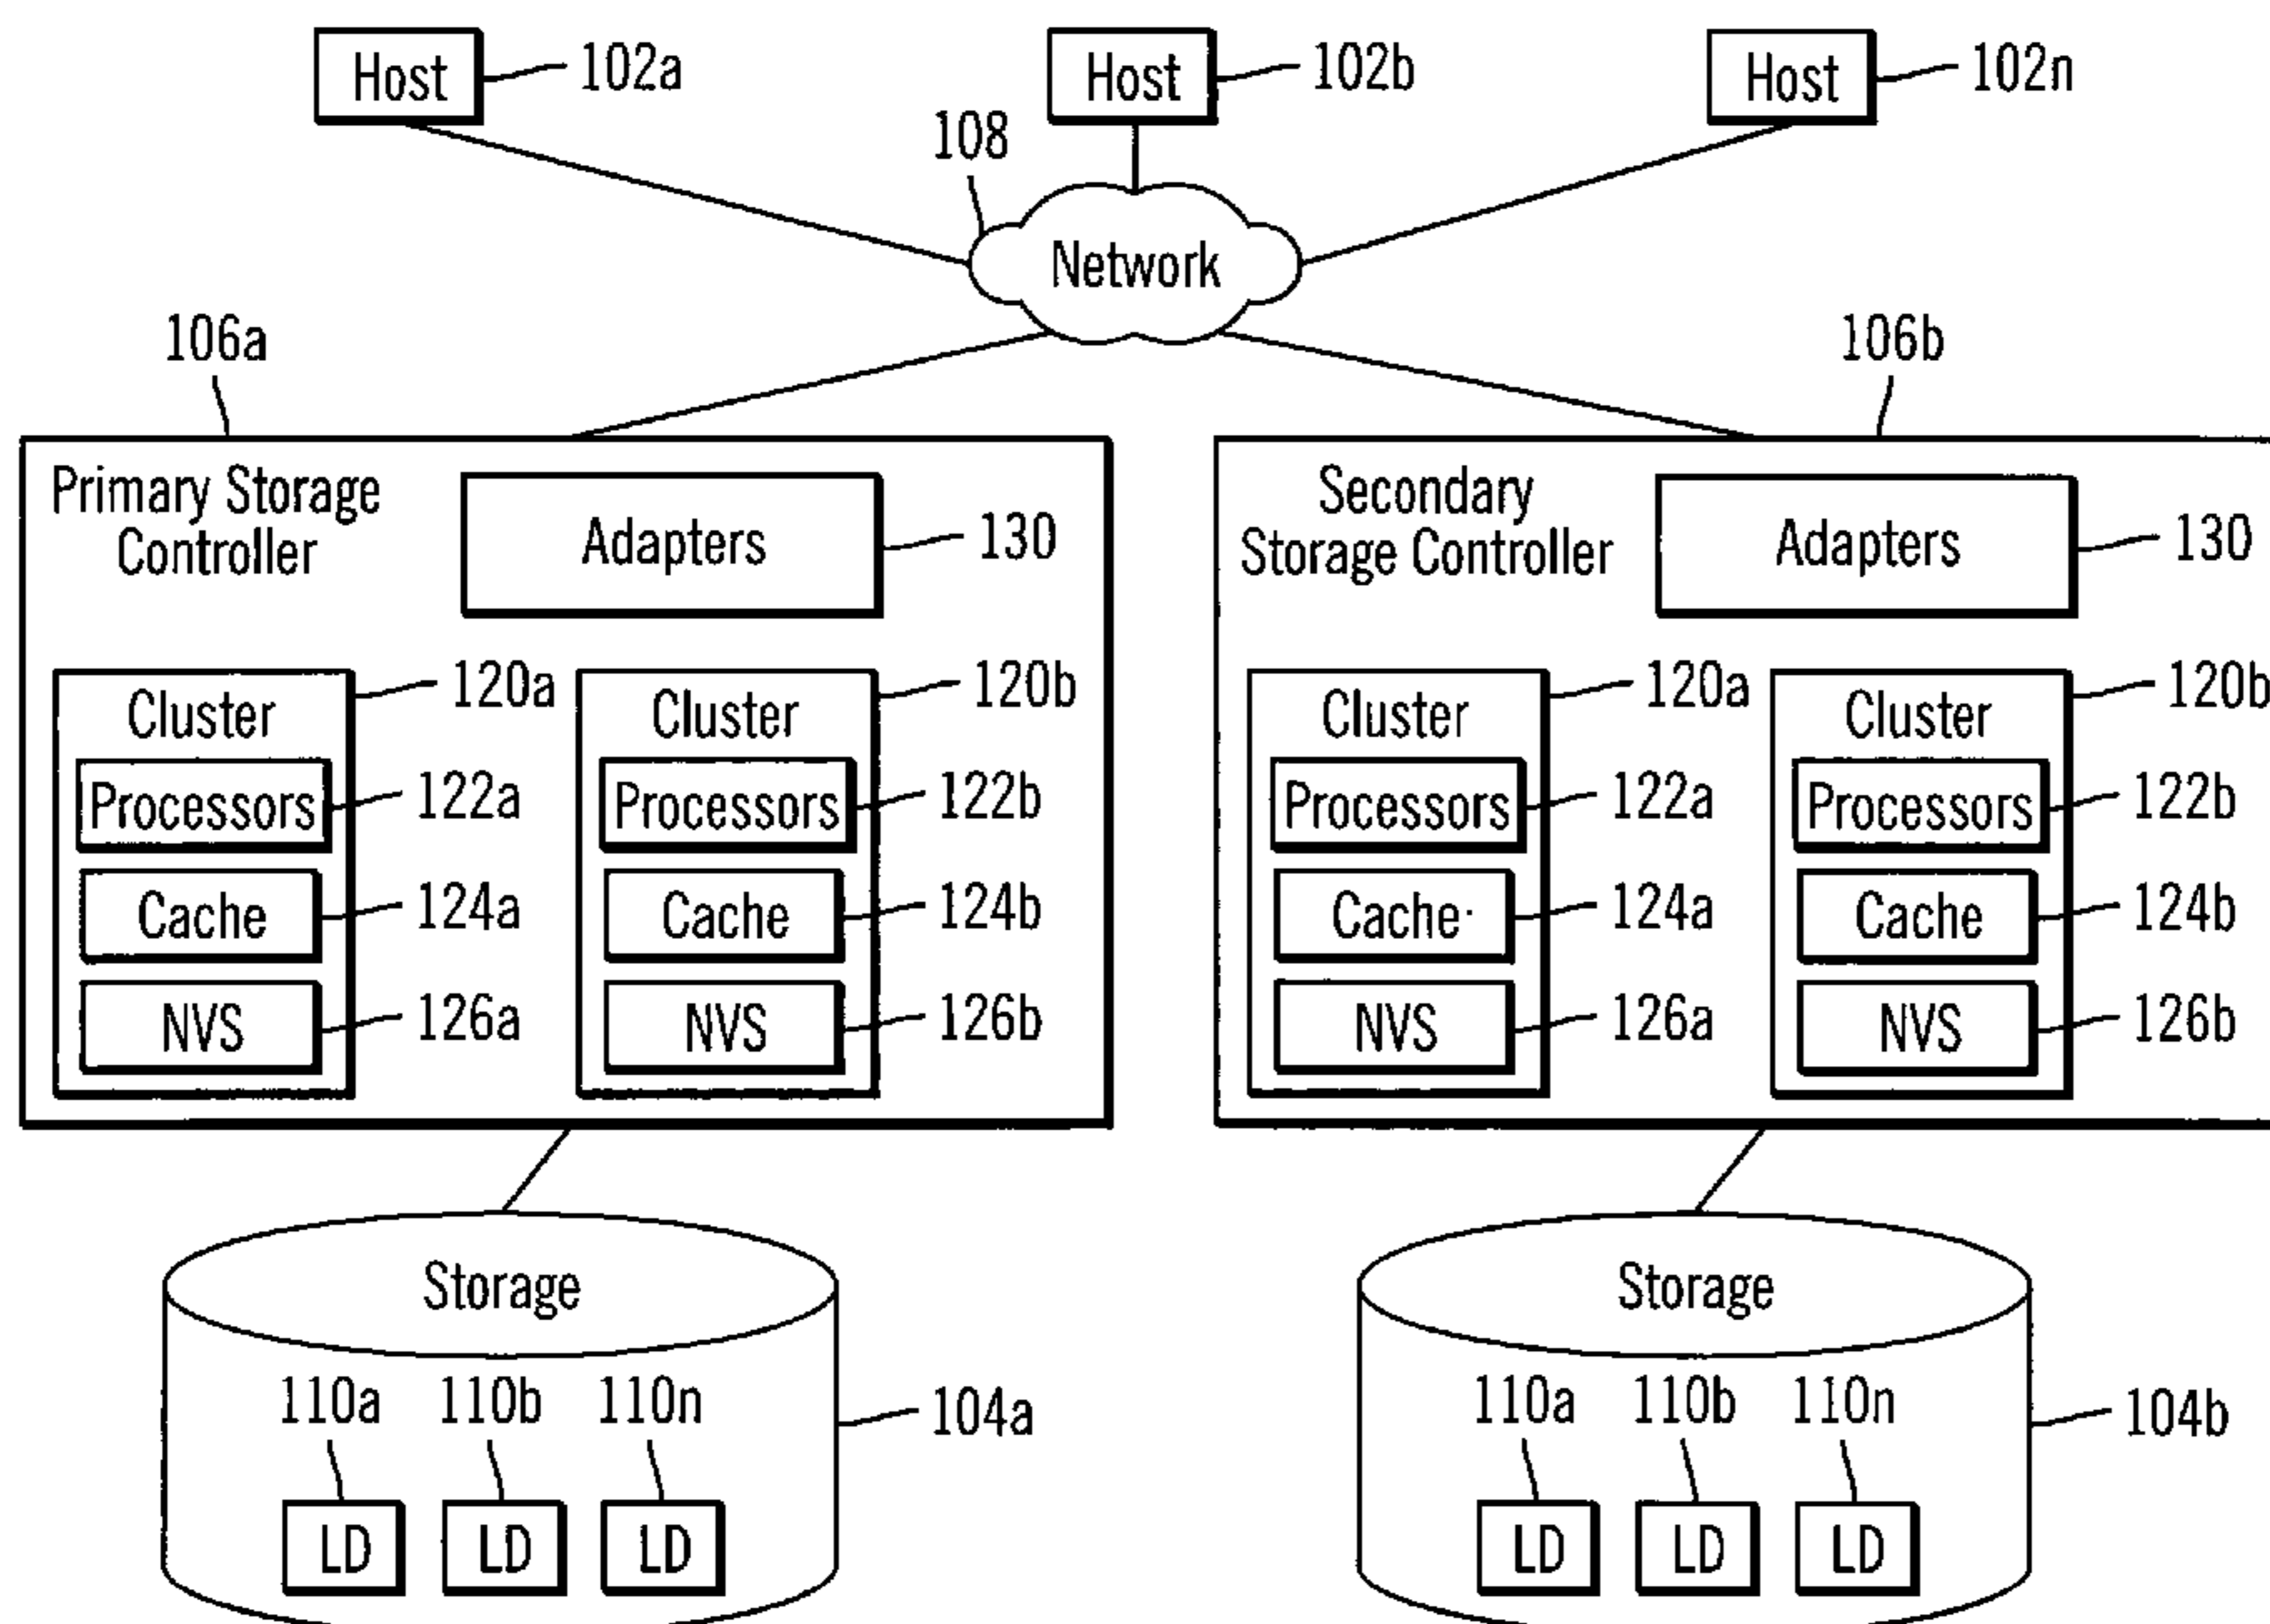 Host 102a Host 102b Host 102n
108
Network
106a 106b
Primary Storage Controller Adapters 130
Secondary Storage Controller Adapters 130
Cluster 120a Cluster 120b Cluster 120a Cluster 120b
Processors 122a Processors 122b Processors 122a Processors 122b
Cache 124a Cache 124b Cache 124a Cache 124b
NVS 126a NVS 126b NVS 126a NVS 126b
Storage Storage
110a 110b 110n 104a 110a 110b 110n 104b
LD LD LD LD LD LD